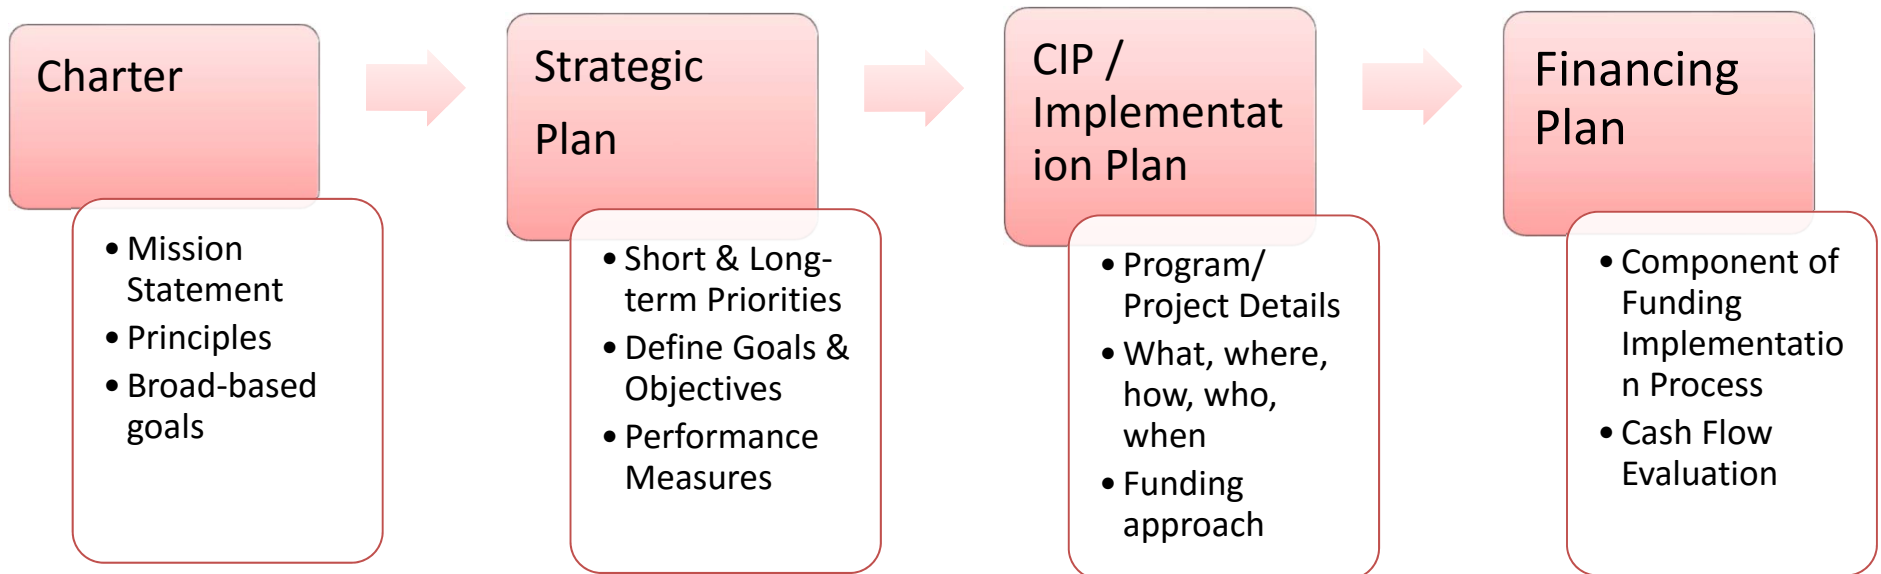 Charter
• Mission
Statement
• Principles
• Broad-based
goals
Strategic
Plan
• Short & Long-
term Priorities
• Define Goals &
Objectives
• Performance
Measures
CIP /
Implementat
ion Plan
• Program/
Project Details
• What, where,
how, who,
when
• Funding
approach
Financing
Plan
• Component of
Funding
Implementatio
n Process
• Cash Flow
Evaluation